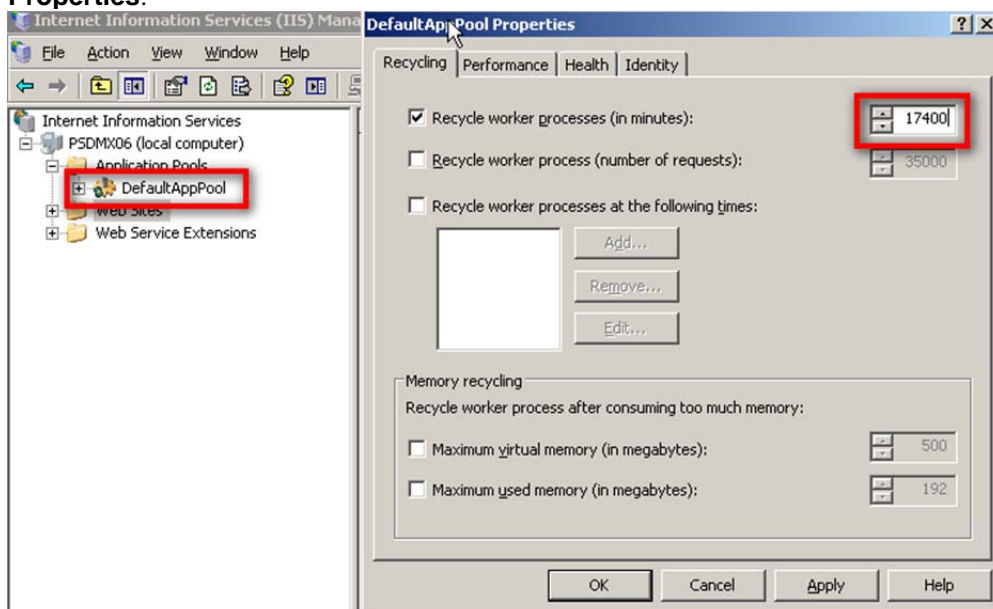 Properties.
Internet Information Services (IIS) Mana
File Action View Window Help
Internet Information Services
PSDMX06 (local computer)
Application Pools
DefaultAppPool
Web Sites
Web Service Extensions
DefaultAppPool Properties
Recycling Performance Health Identity
Recycle worker processes (in minutes): 17400
Recycle worker process (number of requests): 35000
Recycle worker processes at the following times:
Add...
Remove...
Edit...
Memory recycling
Recycle worker process after consuming too much memory:
Maximum virtual memory (in megabytes): 500
Maximum used memory (in megabytes): 192
OK Cancel Apply Help